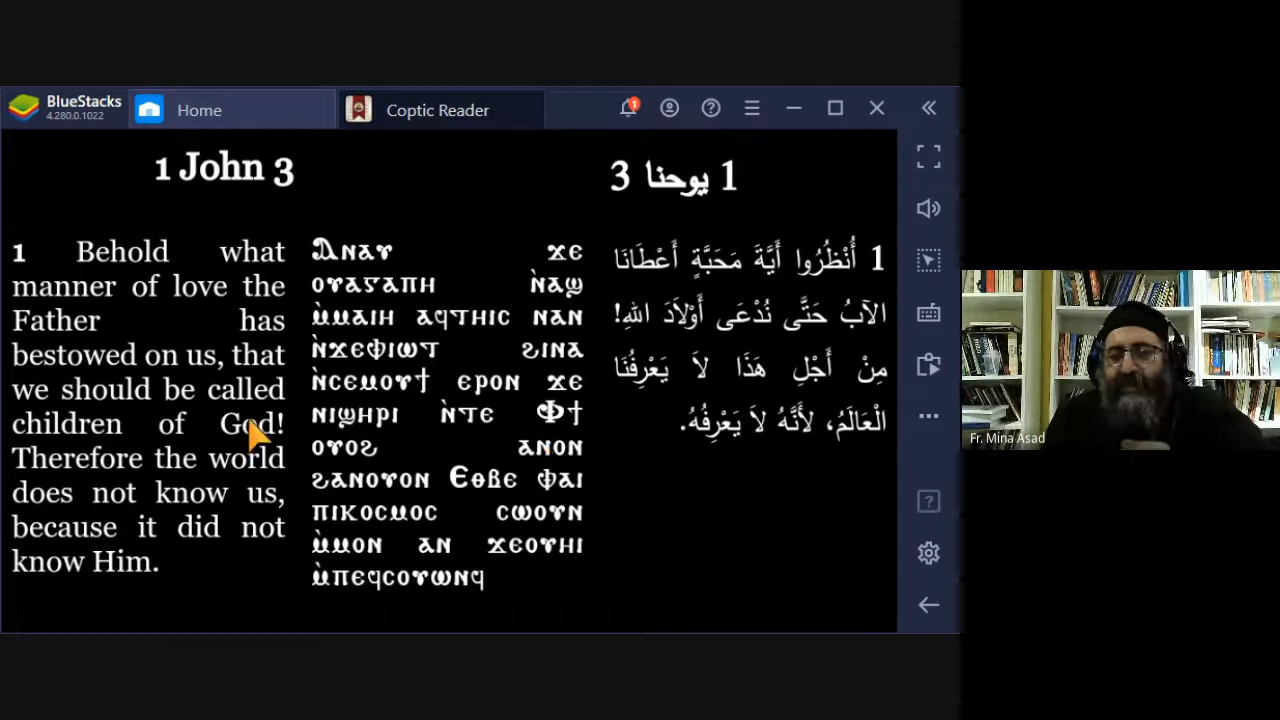 BlueStacks
4.280.0.1022
Home
Coptic Reader
1
1 John 3
1 Behold what
manner of love the
Father has
bestowed on us, that
we should be called
children of God!
Therefore the world
does not know us,
because it did not
know Him.
Ⲁⲛⲁⲩ ϫⲉ
ⲟⲩⲁⲅⲁⲡⲏ ⲛ̀ⲁϣ
ⲙ̀ⲙⲁⲓⲏ ⲁϥⲧⲏⲓⲥ ⲛⲁⲛ
ⲛ̀ϫⲉⲫⲓⲱⲧ ϩⲓⲛⲁ
ⲛ̀ⲥⲉⲙⲟⲩϯ ⲉⲣⲟⲛ ϫⲉ
ⲛⲓϣⲏⲣⲓ ⲛ̀ⲧⲉ Ⲫϯ
ⲟⲩⲟϩ ⲁⲛⲟⲛ
ϩⲁⲛⲟⲩⲟⲛ Ⲉⲑⲃⲉ ⲫⲁⲓ
ⲡⲓⲕⲟⲥⲙⲟⲥ ⲥⲱⲟⲩⲛ
ⲙ̀ⲙⲟⲛ ⲁⲛ ϫⲉⲟⲩⲏⲓ
ⲙ̀ⲡⲉϥⲥⲟⲩⲱⲛϥ
1 يوحنا 3
1 أُنْظُرُوا أَيَّةَ مَحَبَّةٍ أَعْطَانَا
الآبُ حَتَّى نُدْعَى أَوْلاَدَ اللهِ!
مِنْ أَجْلِ هَذَا لاَ يَعْرِفُنَا
الْعَالَمُ، لأَنَّهُ لاَ يَعْرِفُهُ.
Fr. Mina Asad